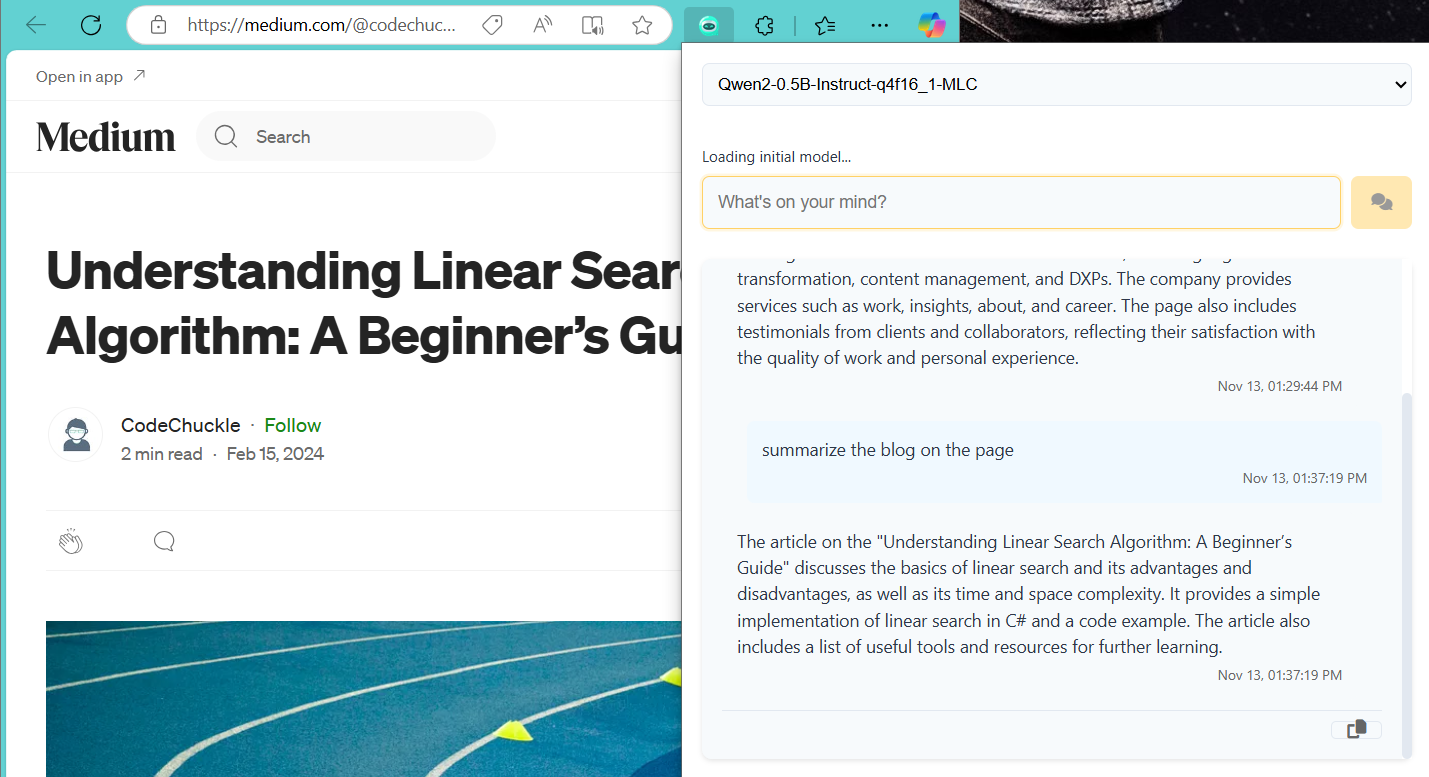 https://medium.com/@codechuc...
Open in app
Medium
Search
Understanding Linear Sear
Algorithm: A Beginner's Gu
CodeChuckle · Follow
2 min read · Feb 15, 2024
Qwen2-0.5B-Instruct-q4f16_1-MLC
Loading initial model...
What's on your mind?
transformation, content management, and DXPs. The company provides
services such as work, insights, about, and career. The page also includes
testimonials from clients and collaborators, reflecting their satisfaction with
the quality of work and personal experience.
Nov 13, 01:29:44 PM
summarize the blog on the page
Nov 13, 01:37:19 PM
The article on the "Understanding Linear Search Algorithm: A Beginner’s
Guide" discusses the basics of linear search and its advantages and
disadvantages, as well as its time and space complexity. It provides a simple
implementation of linear search in C# and a code example. The article also
includes a list of useful tools and resources for further learning.
Nov 13, 01:37:19 PM